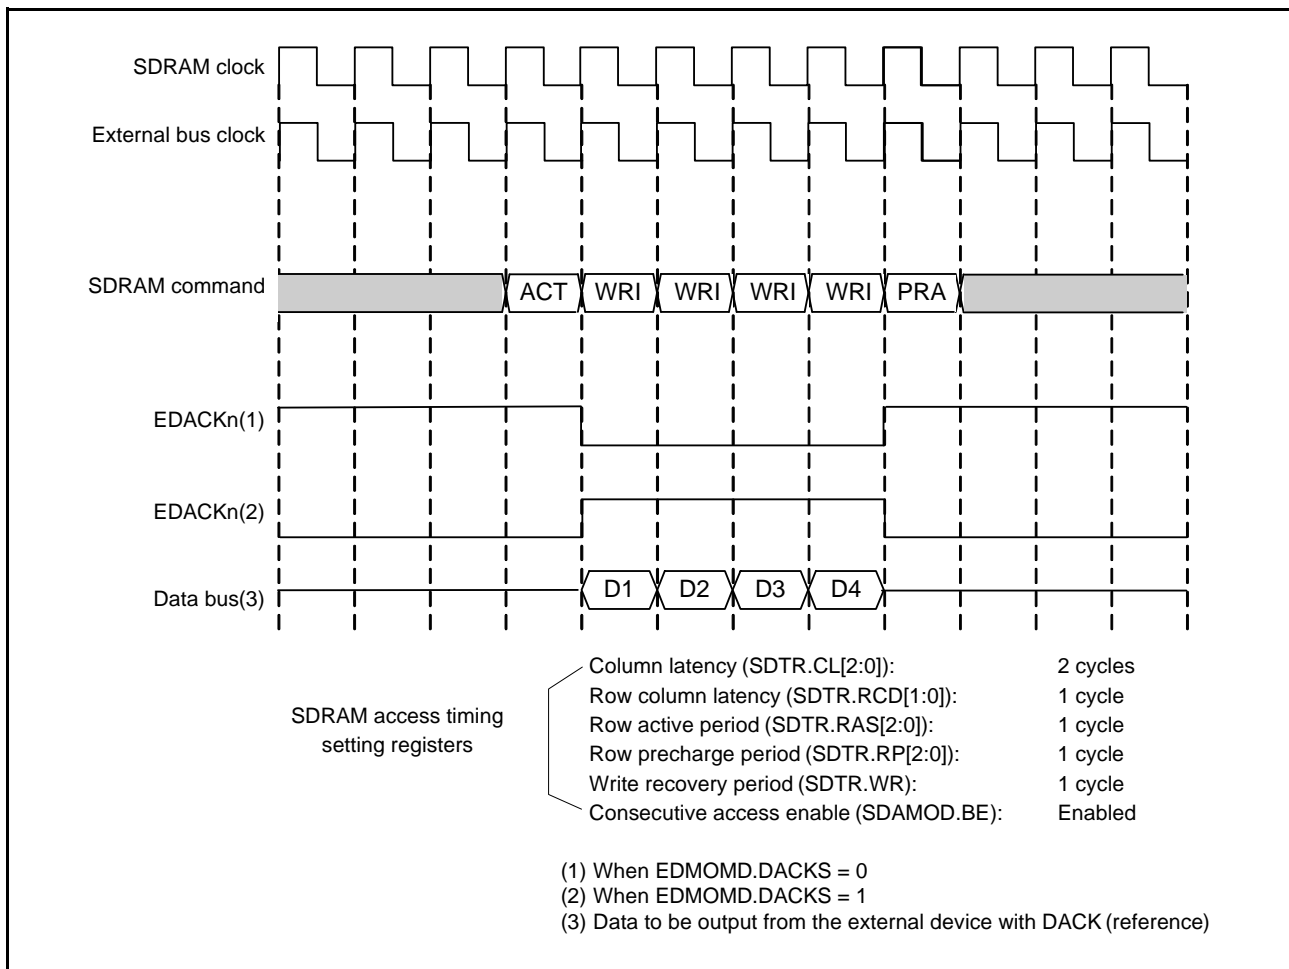 SDRAM clock
External bus clock
SDRAM command
ACT WRI WRI WRI WRI PRA
EDACKn(1)
EDACKn(2)
Data bus(3)
D1 D2 D3 D4
SDRAM access timing
setting registers
Column latency (SDTR.CL[2:0]): 2 cycles
Row column latency (SDTR.RCD[1:0]): 1 cycle
Row active period (SDTR.RAS[2:0]): 1 cycle
Row precharge period (SDTR.RP[2:0]): 1 cycle
Write recovery period (SDTR.WR): 1 cycle
Consecutive access enable (SDAMOD.BE): Enabled
(1) When EDMOMD.DACKS = 0
(2) When EDMOMD.DACKS = 1
(3) Data to be output from the external device with DACK (reference)